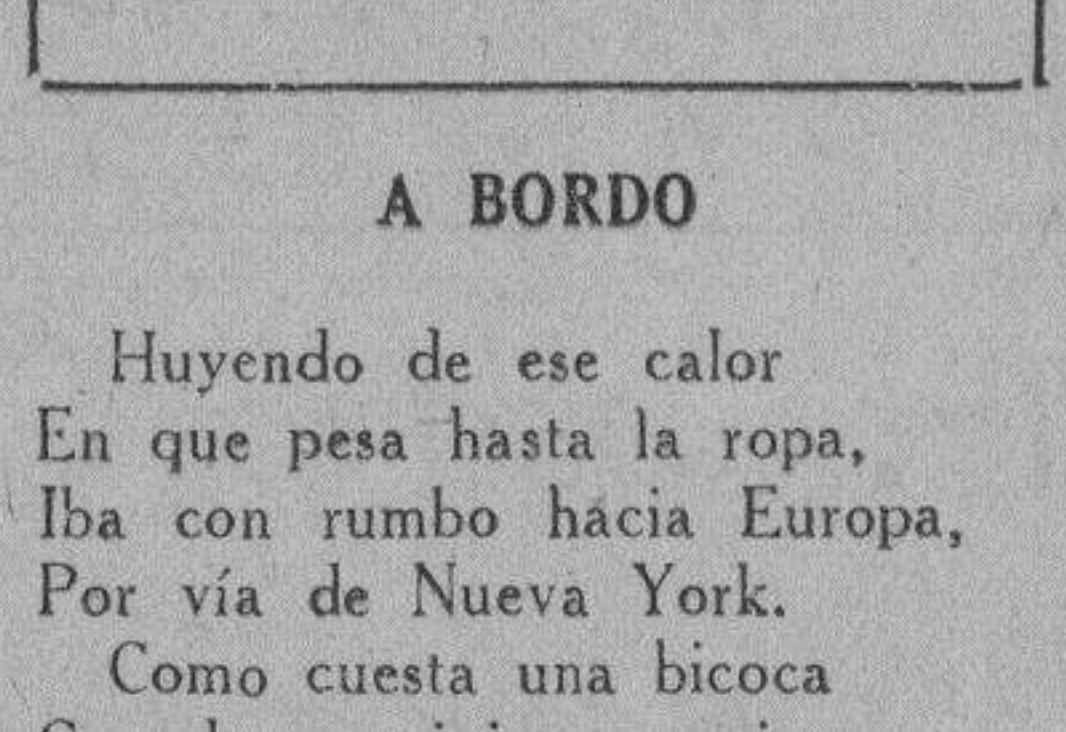 A BORDO
Huyendo de ese calor
En que pesa hasta la ropa,
Iba con rumbo hacia Europa,
Por vía de Nueva York.
Como cuesta una bicoca